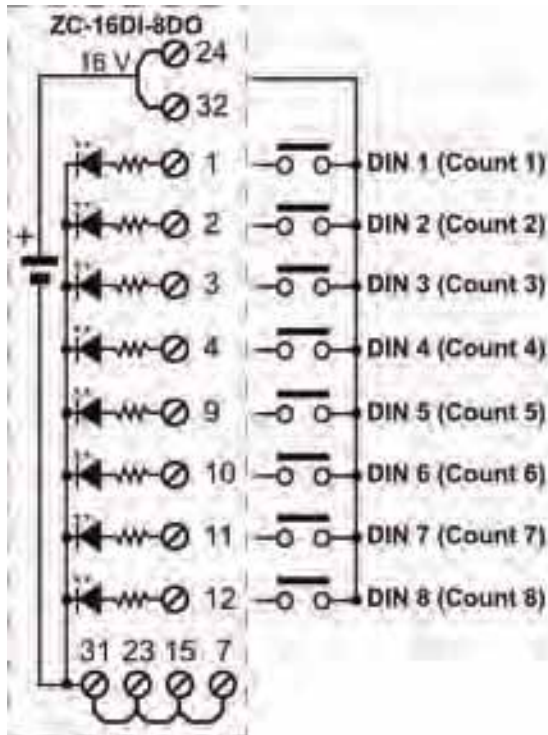 ZC-16DI-8DO
16 V
24
32
1 DIN 1 (Count 1)
2 DIN 2 (Count 2)
+
3 DIN 3 (Count 3)
4 DIN 4 (Count 4)
9 DIN 5 (Count 5)
10 DIN 6 (Count 6)
11 DIN 7 (Count 7)
12 DIN 8 (Count 8)
31 23 15 7